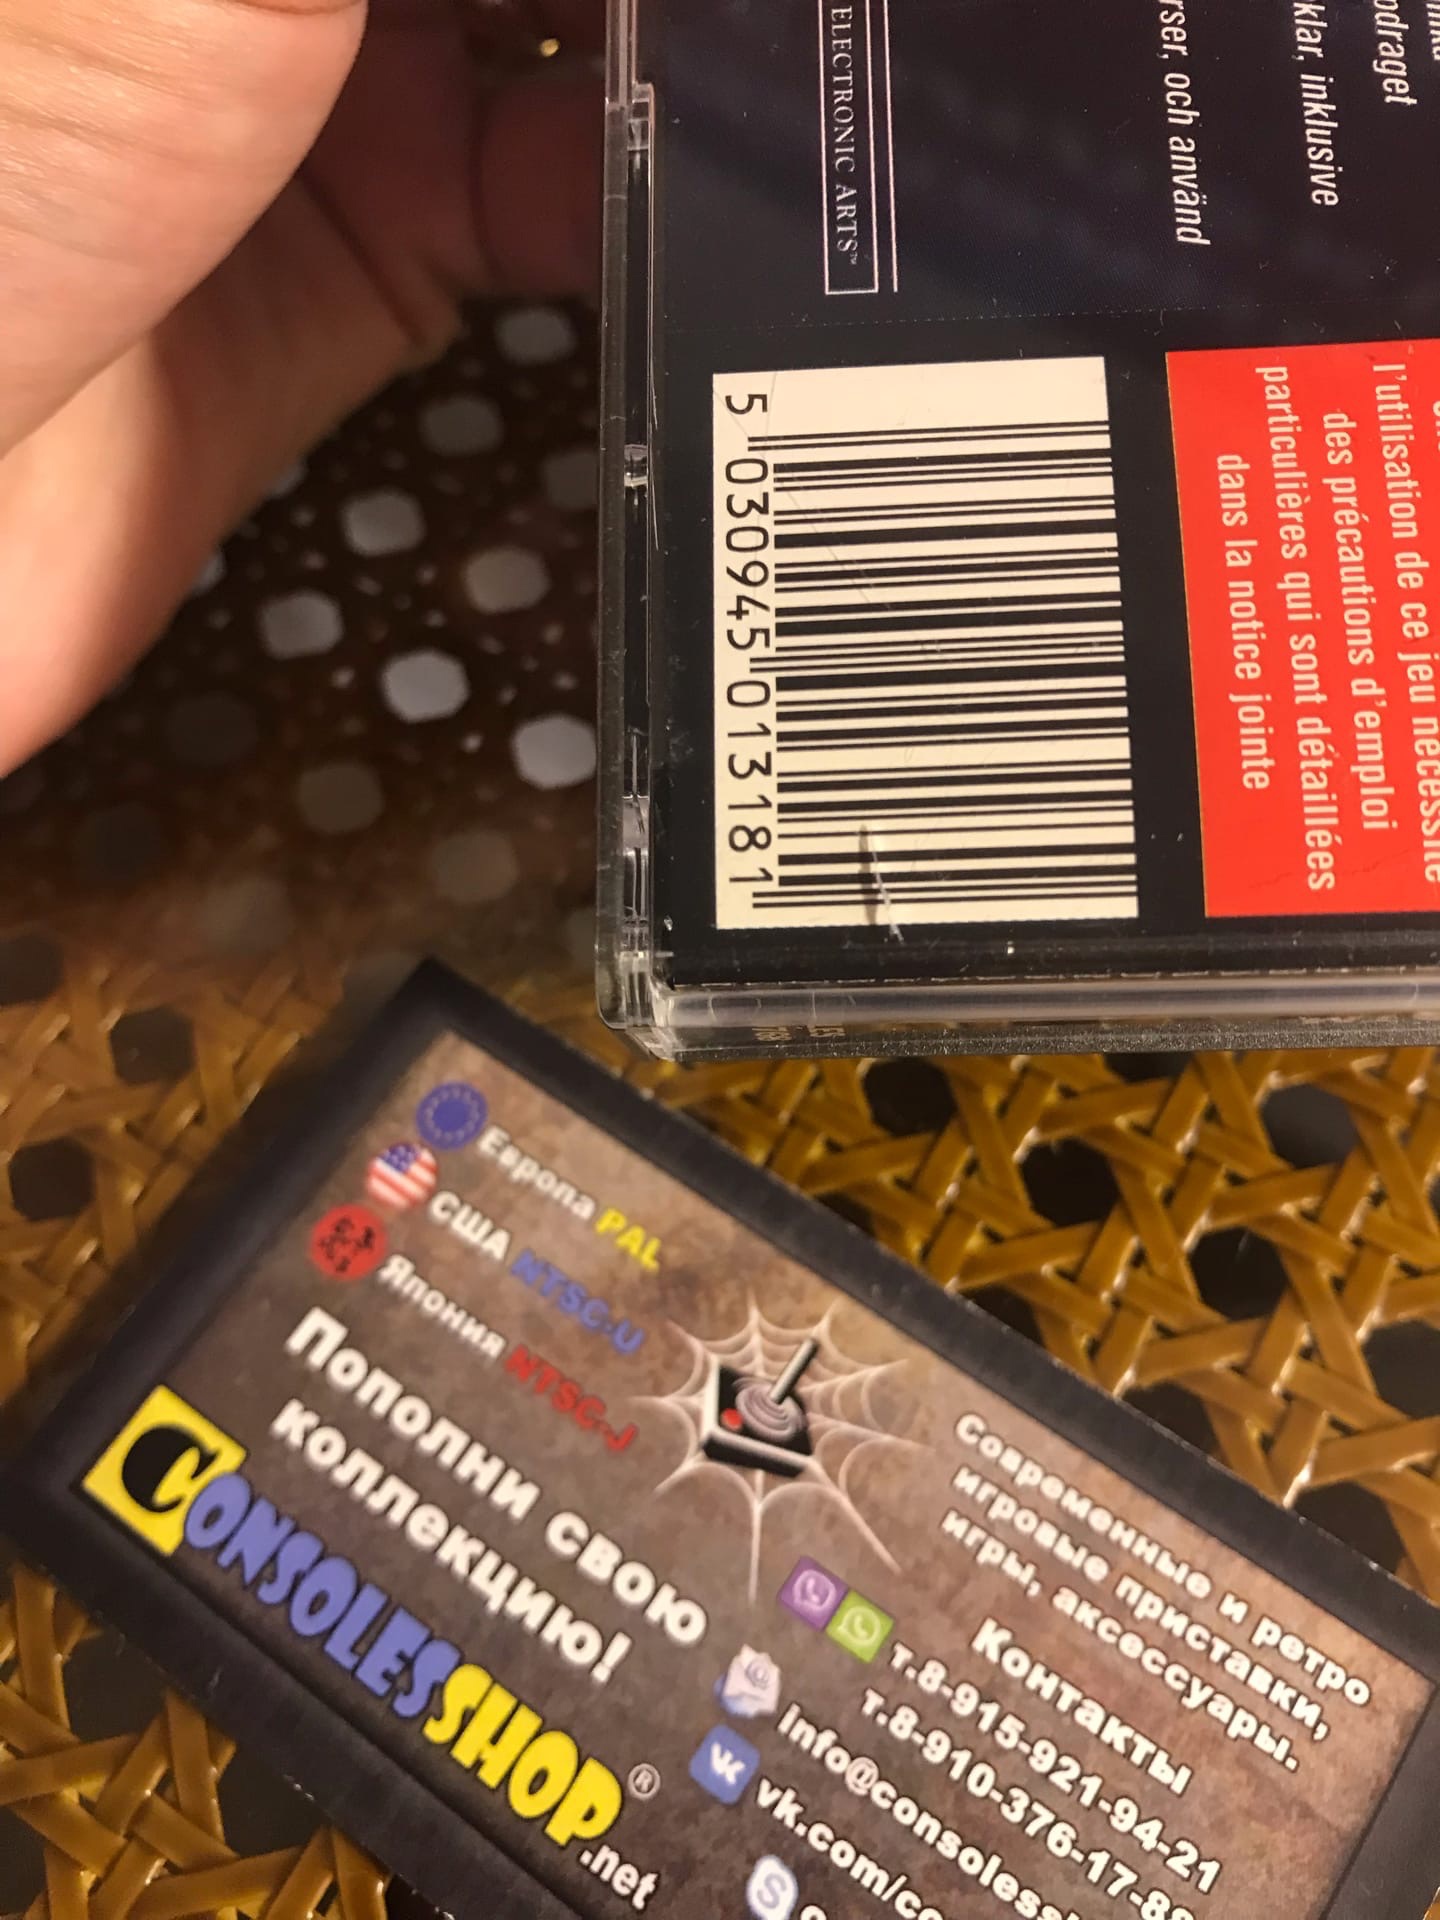 ELECTRONIC ARTS™
rser, och använd
klar, inklusive
pdraget
5 030945 013181
l'utilisation de ce jeu nécessite
des précautions d'emploi
particulières qui sont détaillées
dans la notice jointe
Европа PAL
США NTSC-U
Япония NTSC-J
Пополни свою
коллекцию!
CONSOLESSHOP®
.net
Современные и ретро
игровые приставки,
игры, аксессуары.
Контакты
т.8-915-921-94-21
т.8-910-376-17-88
info@consolessh
vk.com/co